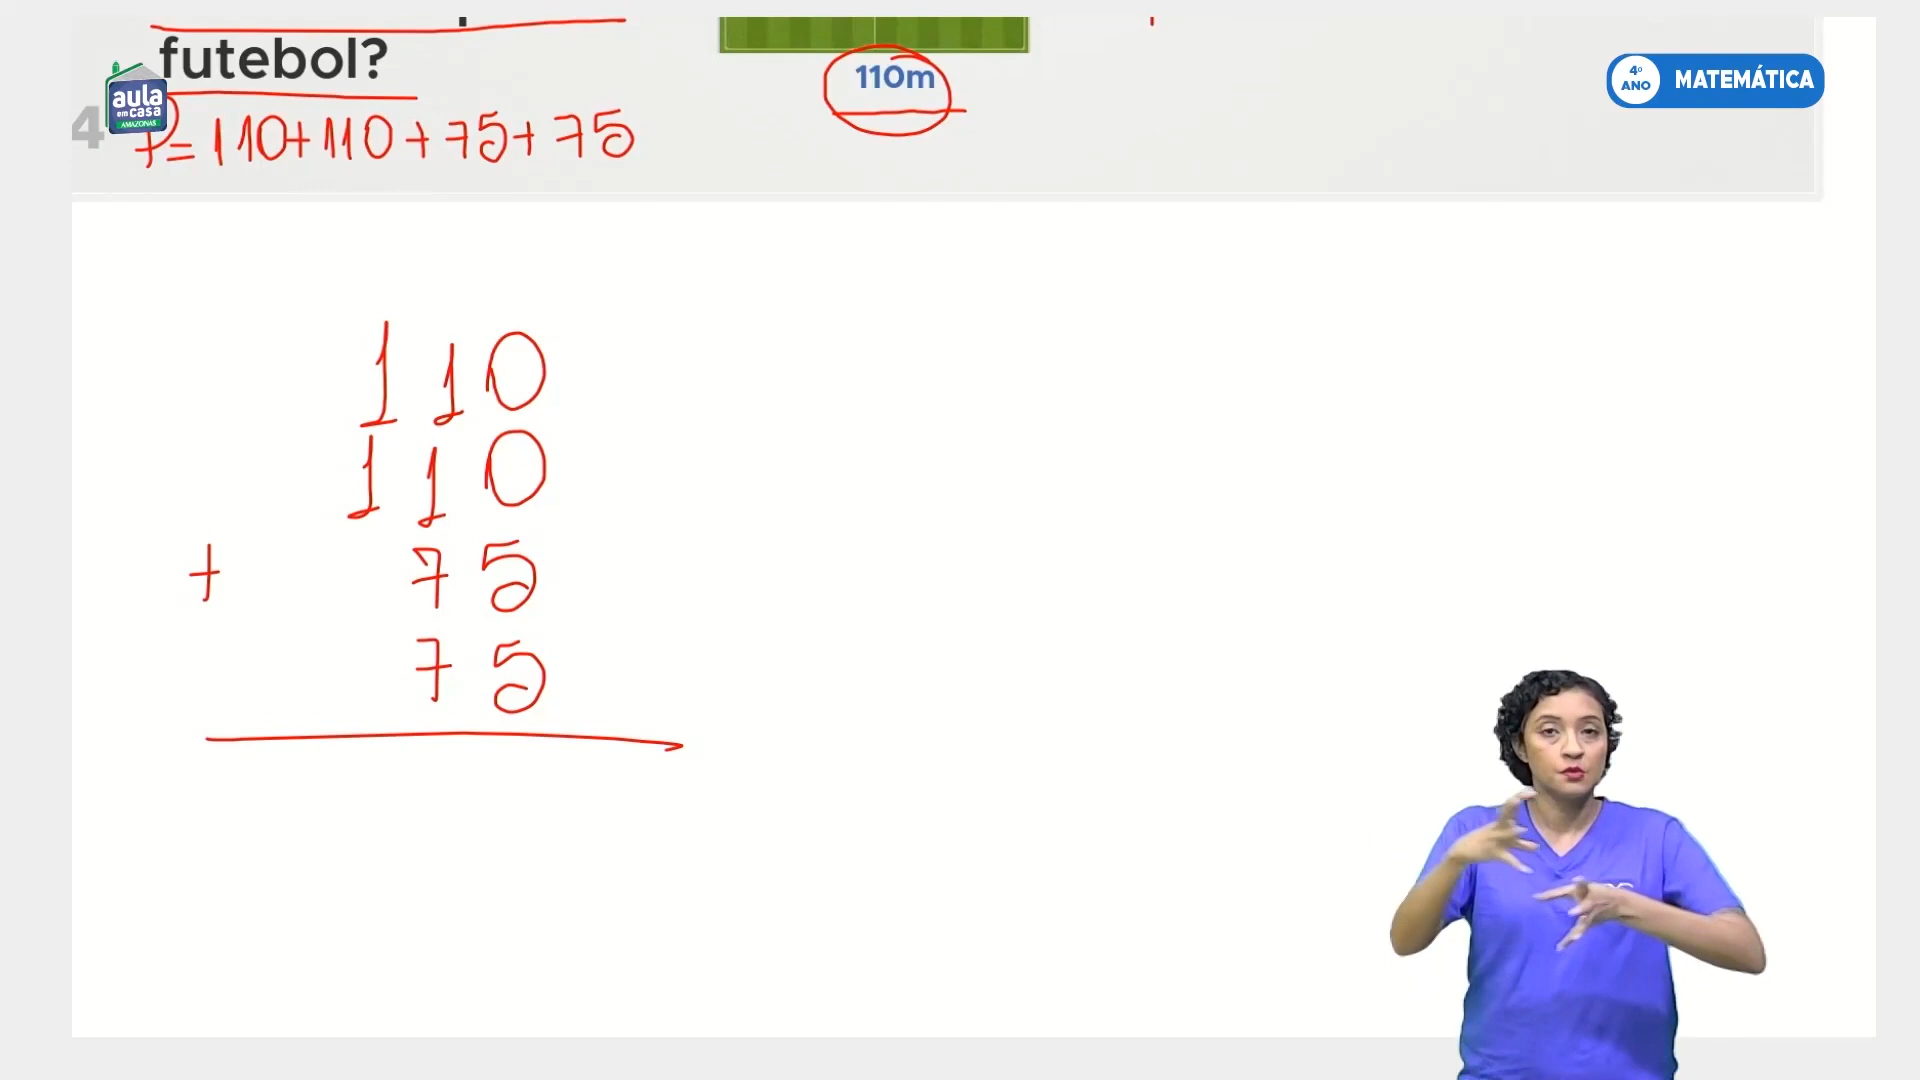 futebol?
110m
4º
ANO
MATEMÁTICA
aula
em casa
AMAZONAS
4
P=110+110+75+75
110
110
+ 75
75